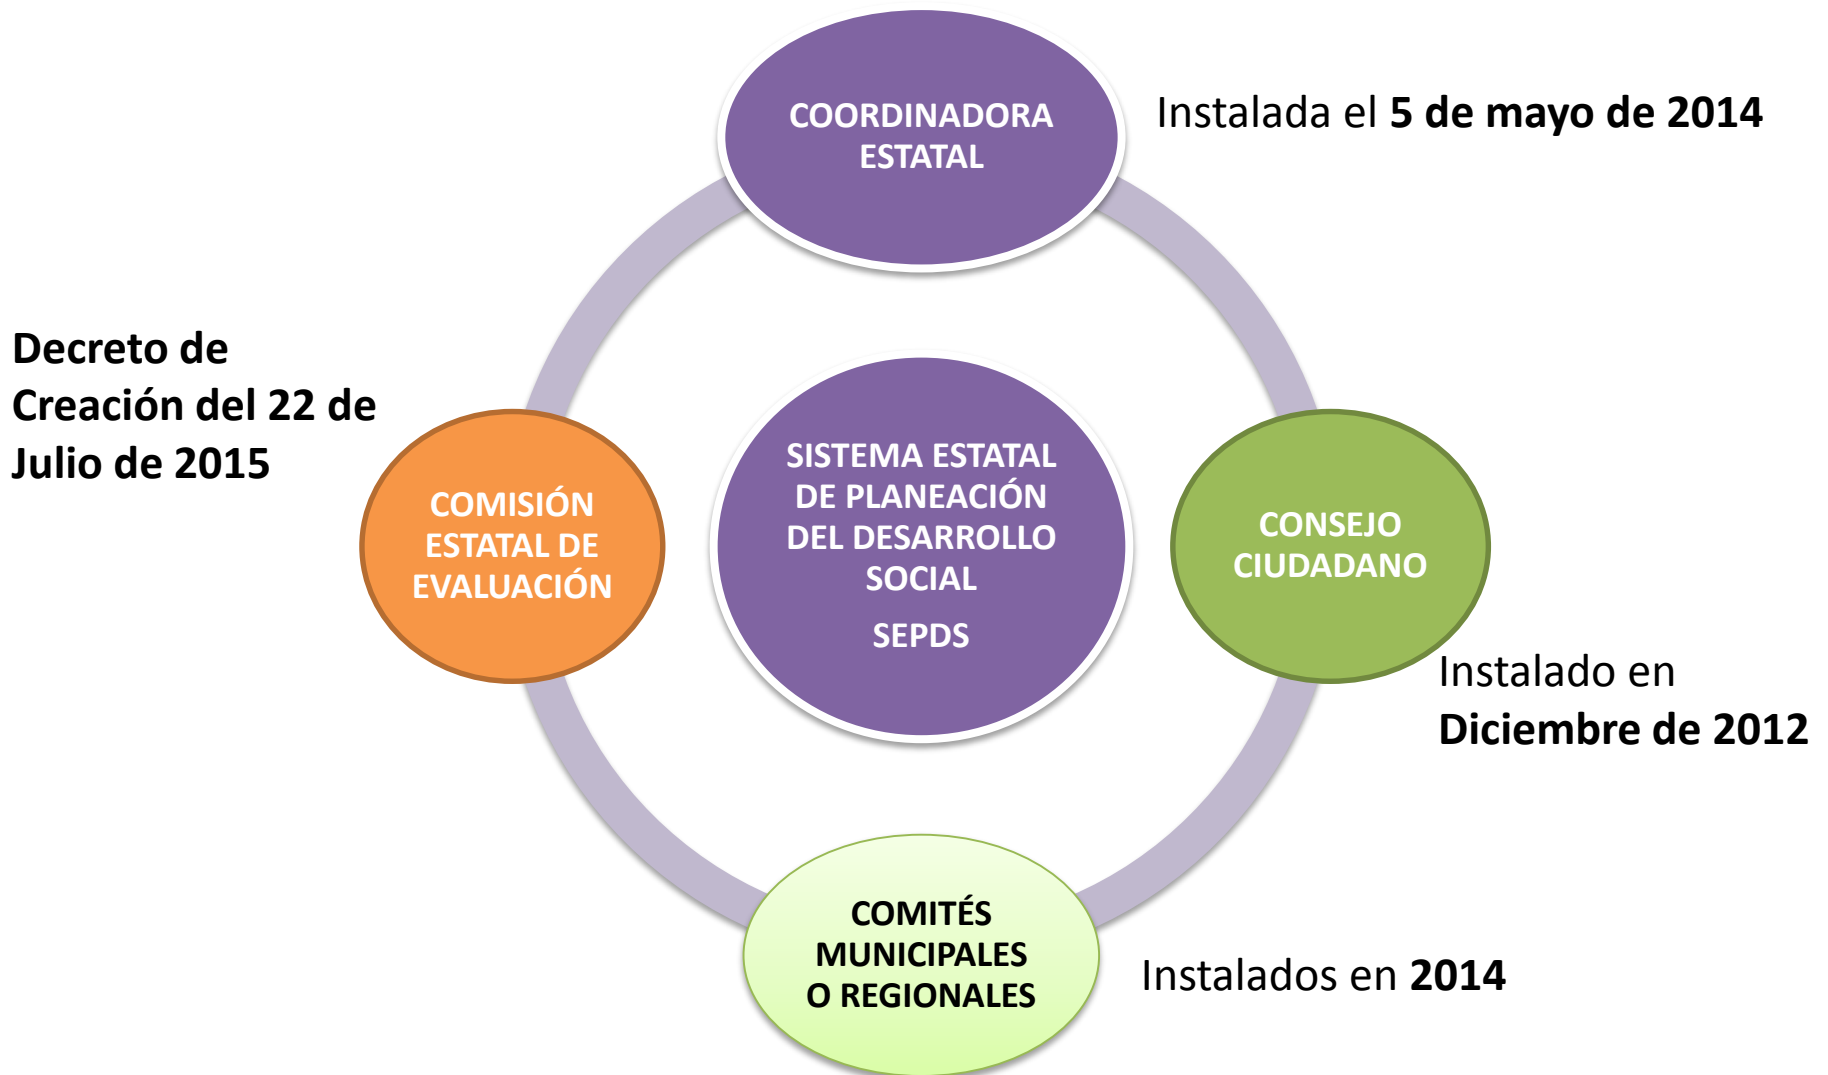 COORDINADORA
ESTATAL
Instalada el 5 de mayo de 2014
Decreto de
Creación del 22 de
Julio de 2015
COMISIÓN
ESTATAL DE
EVALUACIÓN
SISTEMA ESTATAL
DE PLANEACIÓN
DEL DESARROLLO
SOCIAL
SEPDS
CONSEJO
CIUDADANO
Instalado en
Diciembre de 2012
COMITÉS
MUNICIPALES
O REGIONALES
Instalados en 2014